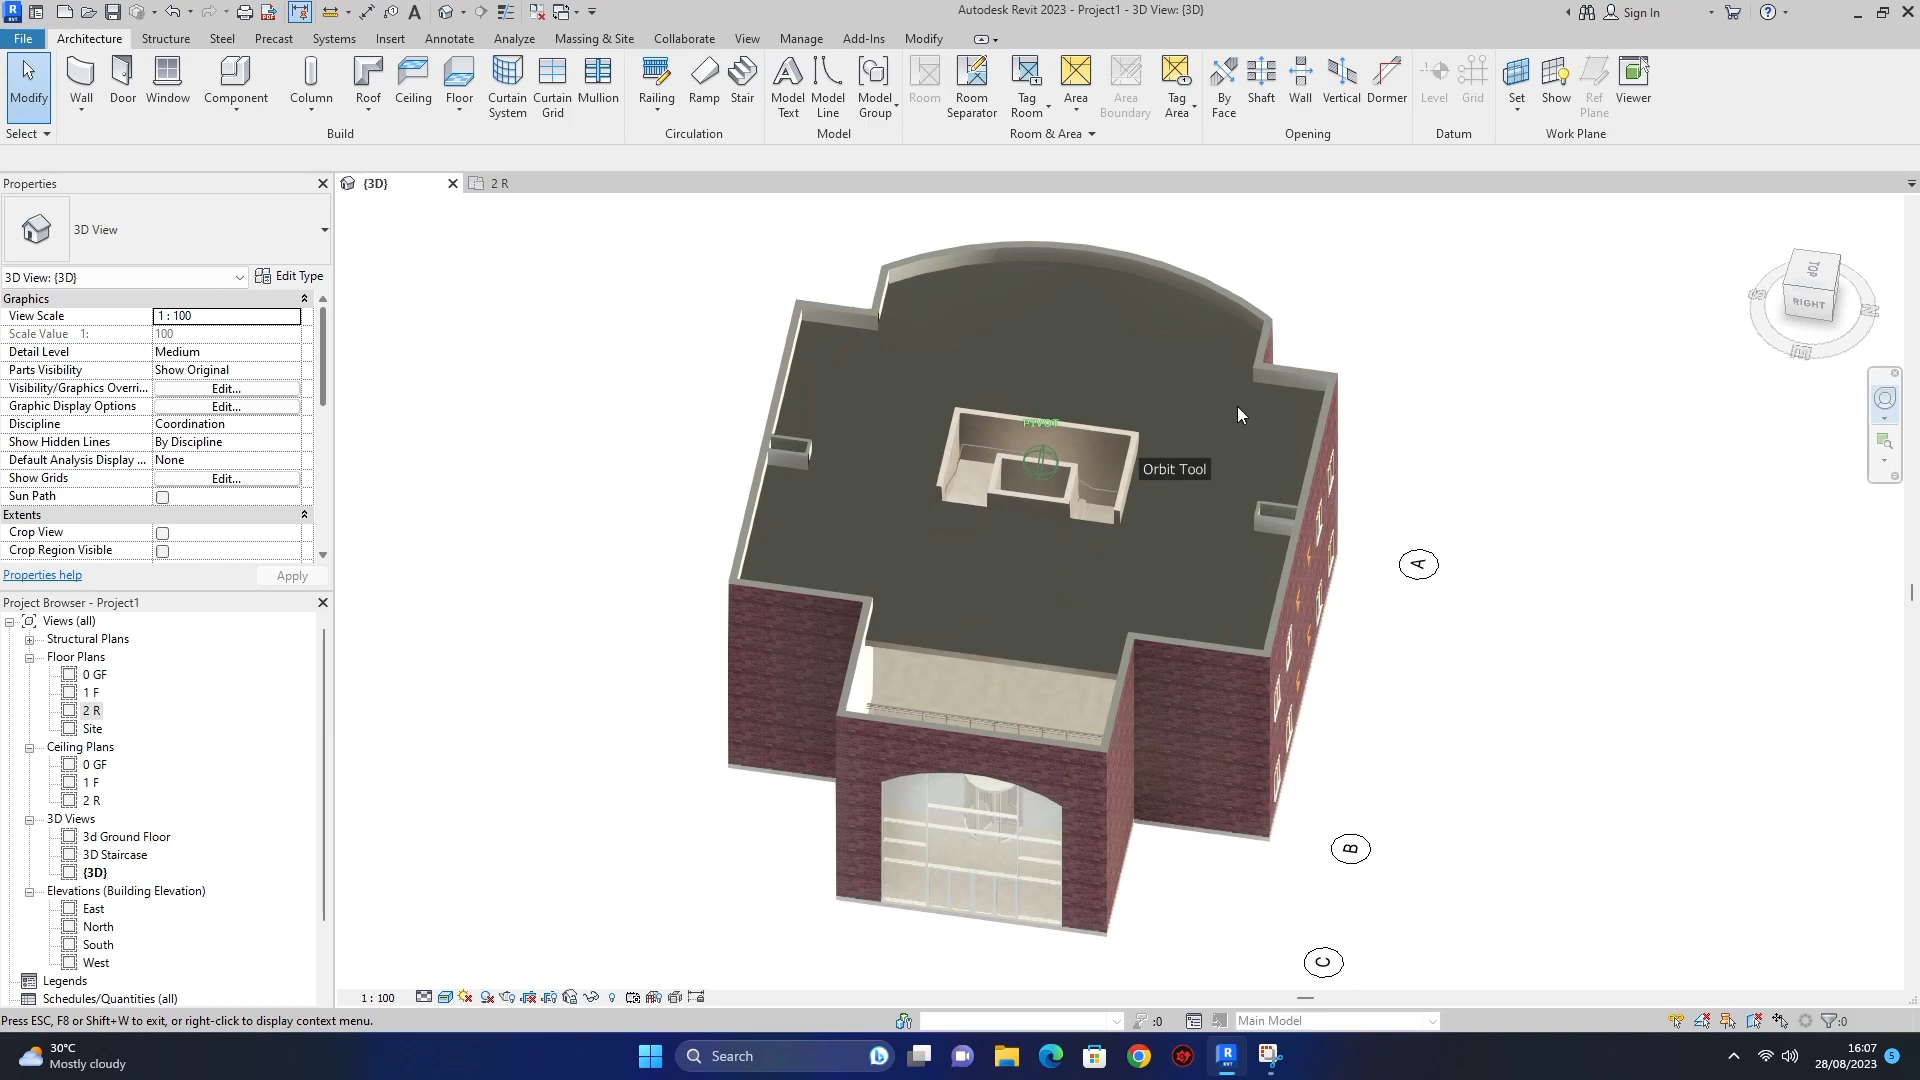 Autodesk Revit 2023 - Project1 - 3D View: {3D}
Sign In
File Architecture Structure Steel Precast Systems Insert Annotate Analyze Massing & Site Collaborate View Manage Add-Ins Modify
Modify Wall Door Window Component Column Roof Ceiling Floor Curtain System Curtain Grid Mullion Railing Ramp Stair Model Text Model Line Model Group Room Room Separator Tag Room Area Area Boundary Tag Area By Face Shaft Wall Vertical Dormer Level Grid Set Show Ref Plane Viewer
Select Build Circulation Model Room & Area Opening Datum Work Plane
Properties
{3D}
2 R
3D View
3D View: {3D}
Edit Type
Graphics
View Scale 1 : 100
Scale Value 1: 100
Detail Level Medium
Parts Visibility Show Original
Visibility/Graphics Overri... Edit...
Graphic Display Options Edit...
Discipline Coordination
Show Hidden Lines By Discipline
Default Analysis Display ... None
Show Grids Edit...
Sun Path
Extents
Crop View
Crop Region Visible
Properties help
Apply
Project Browser - Project1
Views (all)
Structural Plans
Floor Plans
0 GF
1 F
2 R
Site
Ceiling Plans
0 GF
1 F
2 R
3D Views
3d Ground Floor
3D Staircase
{3D}
Elevations (Building Elevation)
East
North
South
West
Legends
Schedules/Quantities (all)
PIVOT
Orbit Tool
TOP
RIGHT
S
N
E
A
B
C
1 : 100
Press ESC, F8 or Shift+W to exit, or right-click to display context menu.
:0
Main Model
:0
30°C
Mostly cloudy
Search
16:07
28/08/2023
5